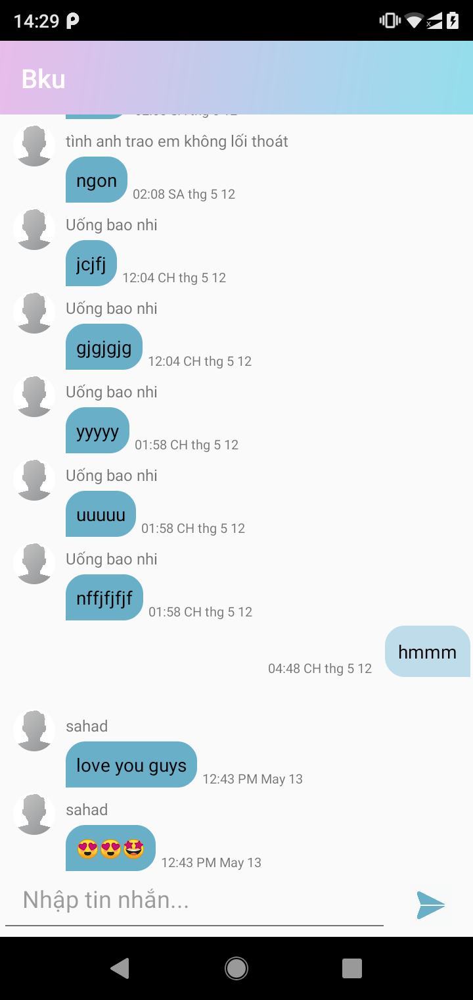 14:29
Bku
tình anh trao em không lối thoát
ngon
02:08 SA thg 5 12
Uống bao nhi
jcjfj
12:04 CH thg 5 12
Uống bao nhi
gjgjgjg
12:04 CH thg 5 12
Uống bao nhi
yyyyy
01:58 CH thg 5 12
Uống bao nhi
uuuuu
01:58 CH thg 5 12
Uống bao nhi
nffjfjfjf
01:58 CH thg 5 12
hmmm
04:48 CH thg 5 12
sahad
love you guys
12:43 PM May 13
sahad
😍😍🤩
12:43 PM May 13
Nhập tin nhắn...